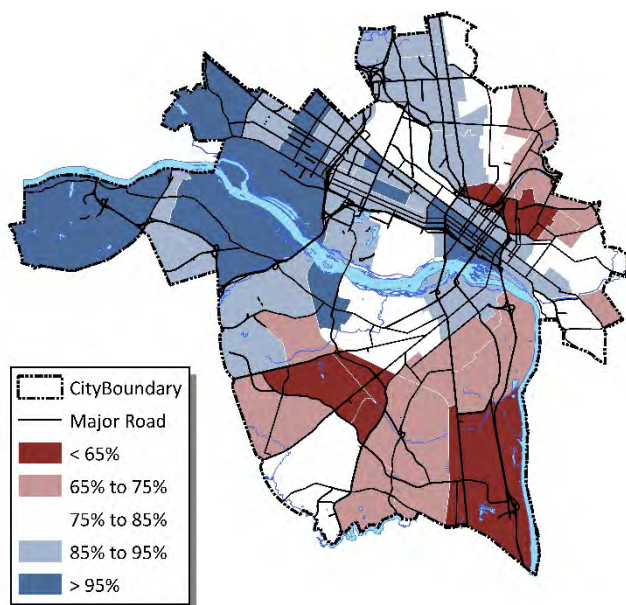 CityBoundary
Major Road
< 65%
65% to 75%
75% to 85%
85% to 95%
> 95%